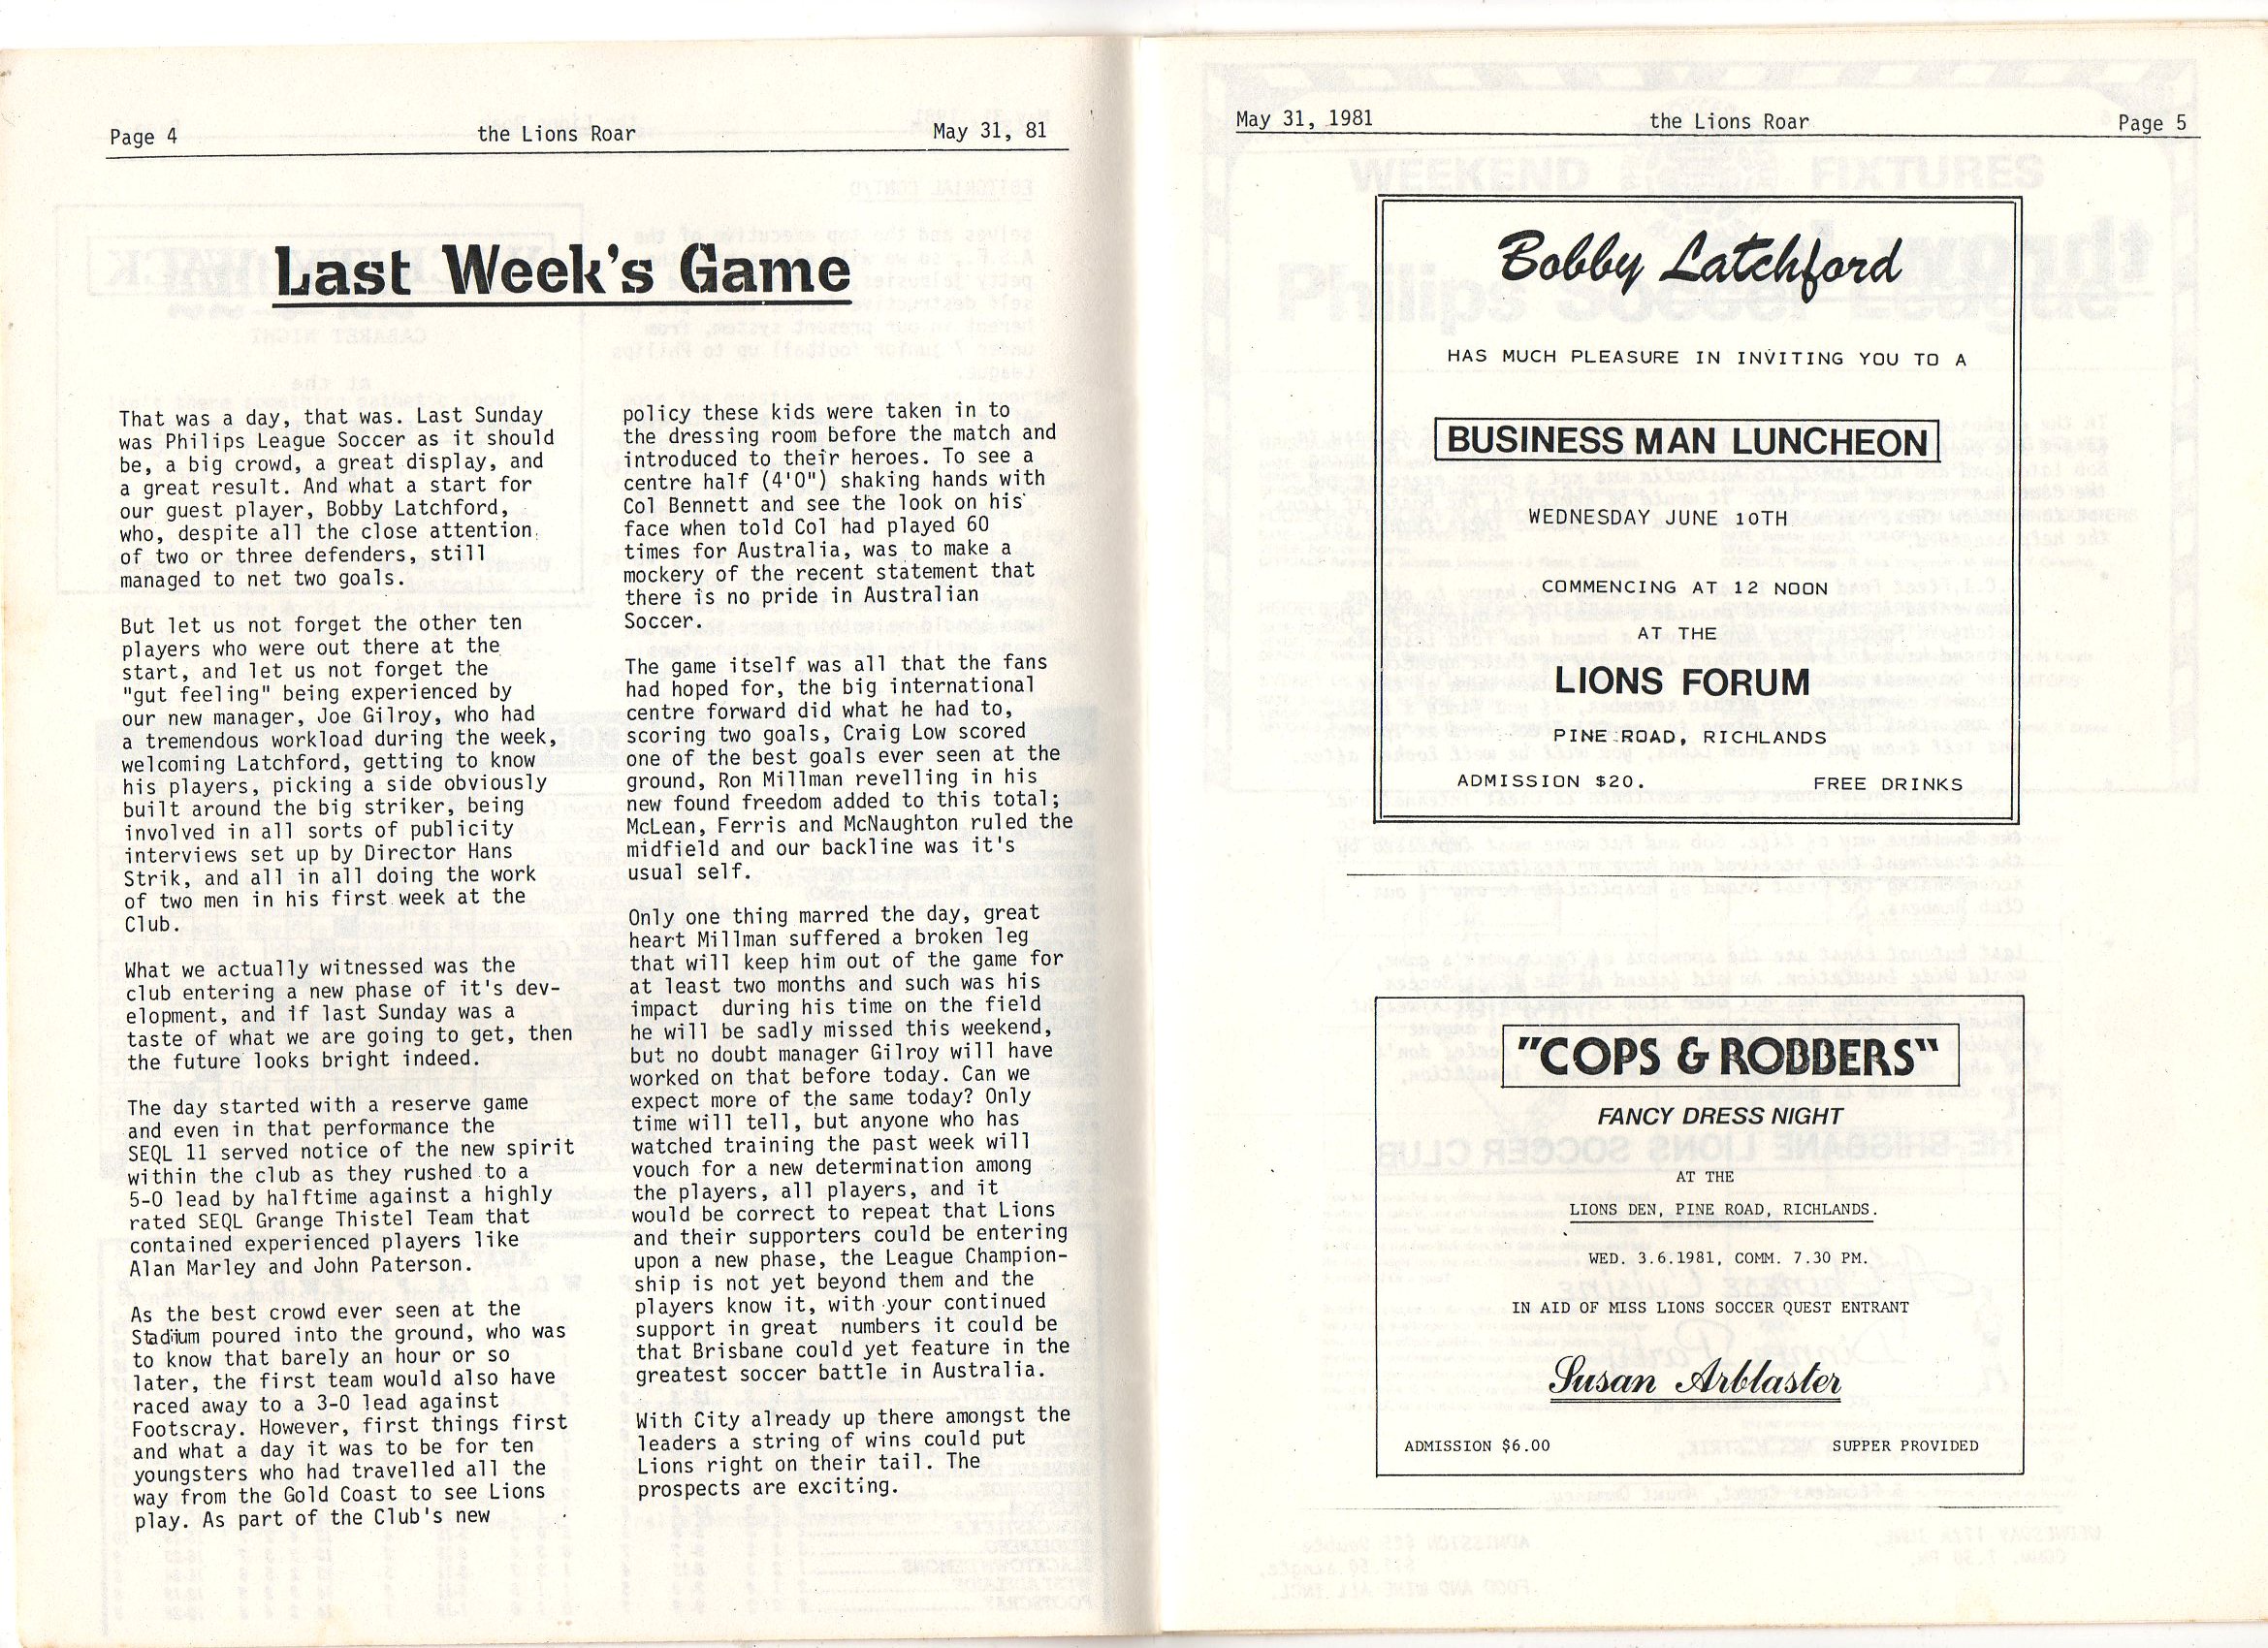 Page 4 the Lions Roar May 31, 81
Last Week's Game
That was a day, that was. Last Sunday
was Philips League Soccer as it should
be, a big crowd, a great display, and
a great result. And what a start for
our guest player, Bobby Latchford,
who, despite all the close attention
of two or three defenders, still
managed to net two goals.
But let us not forget the other ten
players who were out there at the
start, and let us not forget the
"gut feeling" being experienced by
our new manager, Joe Gilroy, who had
a tremendous workload during the week,
welcoming Latchford, getting to know
his players, picking a side obviously
built around the big striker, being
involved in all sorts of publicity
interviews set up by Director Hans
Strik, and all in all doing the work
of two men in his first week at the
Club.
What we actually witnessed was the
club entering a new phase of it's dev-
elopment, and if last Sunday was a
taste of what we are going to get, then
the future looks bright indeed.
The day started with a reserve game
and even in that performance the
SEQL 11 served notice of the new spirit
within the club as they rushed to a
5-0 lead by halftime against a highly
rated SEQL Grange Thistel Team that
contained experienced players like
Alan Marley and John Paterson.
As the best crowd ever seen at the
Stadium poured into the ground, who was
to know that barely an hour or so
later, the first team would also have
raced away to a 3-0 lead against
Footscray. However, first things first
and what a day it was to be for ten
youngsters who had travelled all the
way from the Gold Coast to see Lions
play. As part of the Club's new
policy these kids were taken in to
the dressing room before the match and
introduced to their heroes. To see a
centre half (4'0") shaking hands with
Col Bennett and see the look on his
face when told Col had played 60
times for Australia, was to make a
mockery of the recent statement that
there is no pride in Australian
Soccer.
The game itself was all that the fans
had hoped for, the big international
centre forward did what he had to,
scoring two goals, Craig Low scored
one of the best goals ever seen at the
ground, Ron Millman revelling in his
new found freedom added to this total;
McLean, Ferris and McNaughton ruled the
midfield and our backline was it's
usual self.
Only one thing marred the day, great
heart Millman suffered a broken leg
that will keep him out of the game for
at least two months and such was his
impact during his time on the field
he will be sadly missed this weekend,
but no doubt manager Gilroy will have
worked on that before today. Can we
expect more of the same today? Only
time will tell, but anyone who has
watched training the past week will
vouch for a new determination among
the players, all players, and it
would be correct to repeat that Lions
and their supporters could be entering
upon a new phase, the League Champion-
ship is not yet beyond them and the
players know it, with your continued
support in great numbers it could be
that Brisbane could yet feature in the
greatest soccer battle in Australia.
With City already up there amongst the
leaders a string of wins could put
Lions right on their tail. The
prospects are exciting.
May 31, 1981 the Lions Roar Page 5
Bobby Latchford
HAS MUCH PLEASURE IN INVITING YOU TO A
BUSINESS MAN LUNCHEON
WEDNESDAY JUNE 10TH
COMMENCING AT 12 NOON
AT THE
LIONS FORUM
PINE ROAD, RICHLANDS
ADMISSION $20. FREE DRINKS
"COPS & ROBBERS"
FANCY DRESS NIGHT
AT THE
LIONS DEN, PINE ROAD, RICHLANDS.
WED. 3.6.1981, COMM. 7.30 PM.
IN AID OF MISS LIONS SOCCER QUEST ENTRANT
Susan Arblaster
ADMISSION $6.00 SUPPER PROVIDED